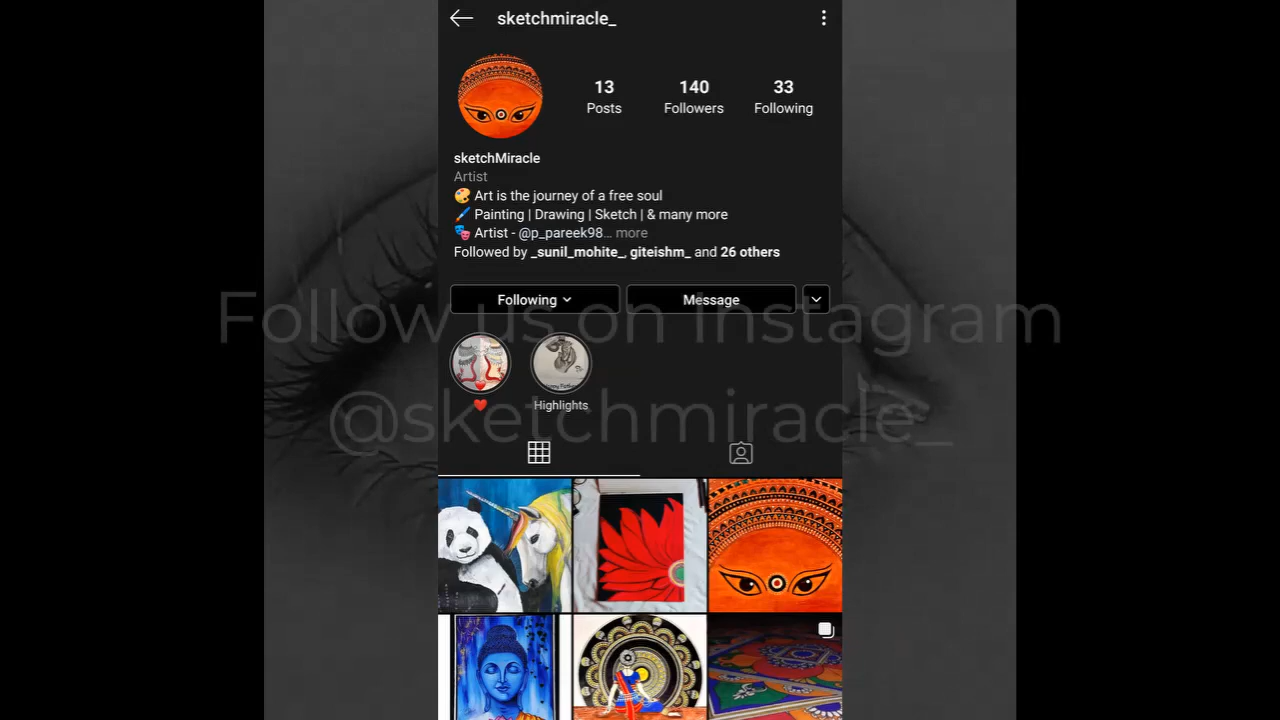 sketchmiracle_
13
140
33
Posts
Followers
Following
sketchMiracle
Artist
🎨 Art is the journey of a free soul
🖌️ Painting | Drawing | Sketch | & many more
🎭 Artist - @p_pareek98... more
Followed by _sunil_mohite_, giteishm_ and 26 others
Following
Message
Follow us on Instagram
❤️
Highlights
@sketchmiracle_